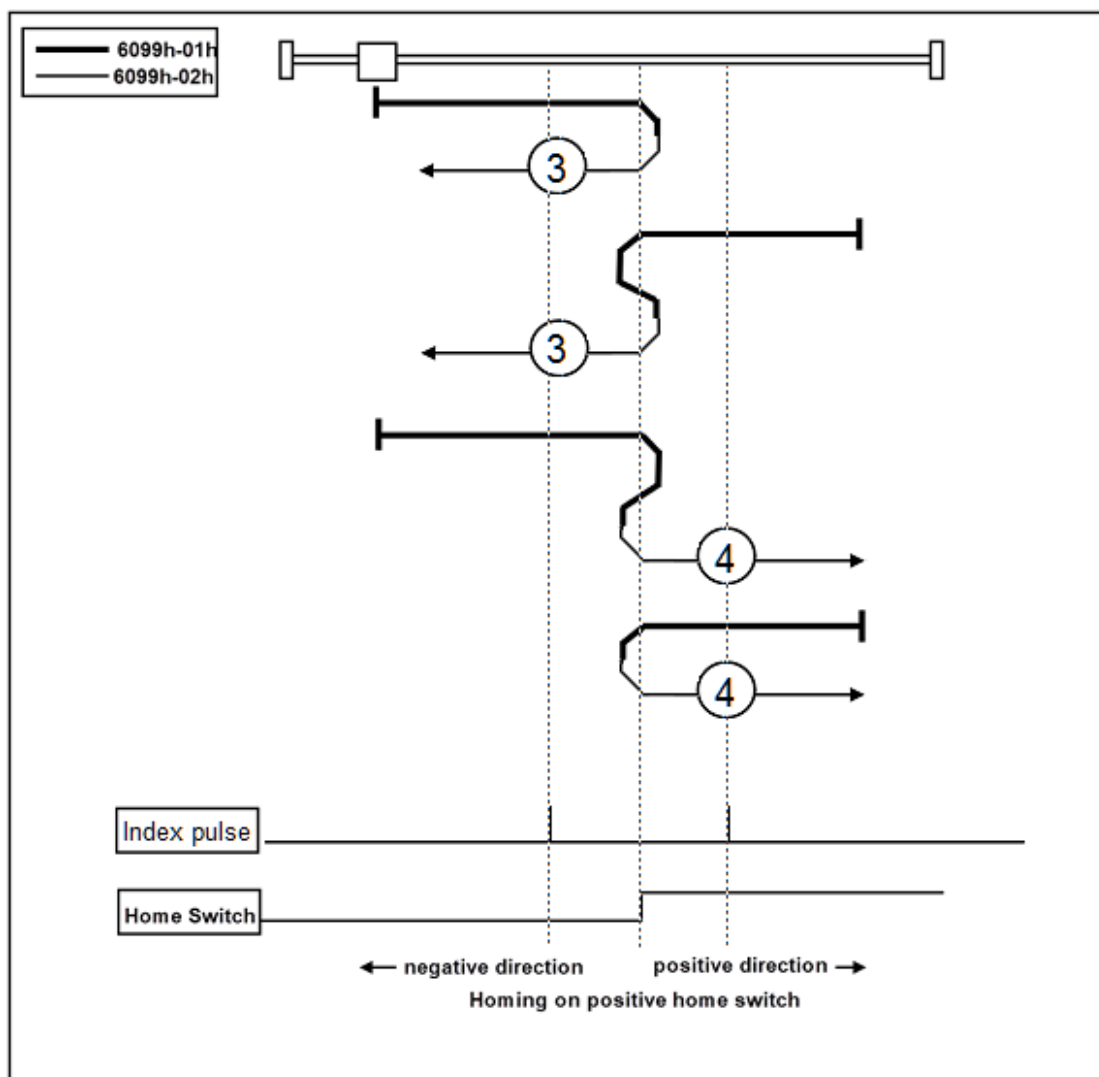 6099h-01h
6099h-02h
3
3
4
4
Index pulse
Home Switch
negative direction
positive direction
Homing on positive home switch